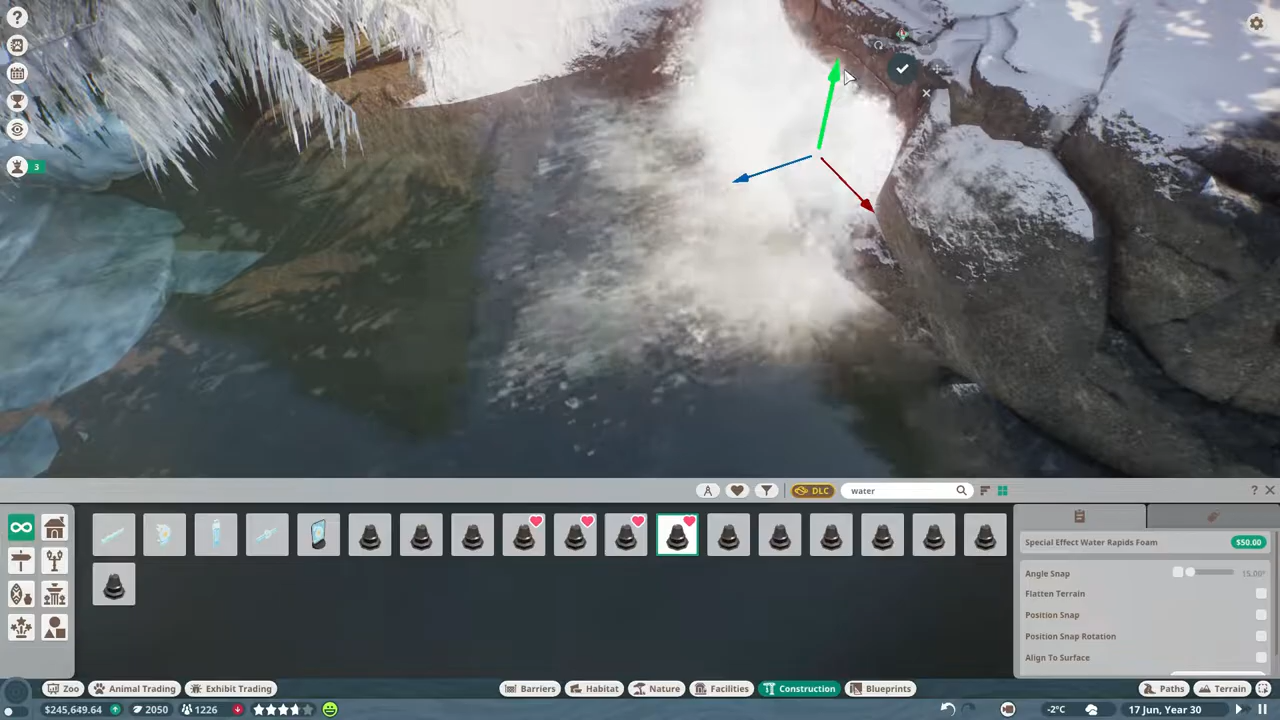 ?
3
DLC
water
?
Special Effect Water Rapids Foam
$50.00
Angle Snap
15.00°
Flatten Terrain
Position Snap
Position Snap Rotation
Align To Surface
Zoo
Animal Trading
Exhibit Trading
Barriers
Habitat
Nature
Facilities
Construction
Blueprints
Paths
Terrain
$245,649.64
2050
1226
-2°C
17 Jun, Year 30